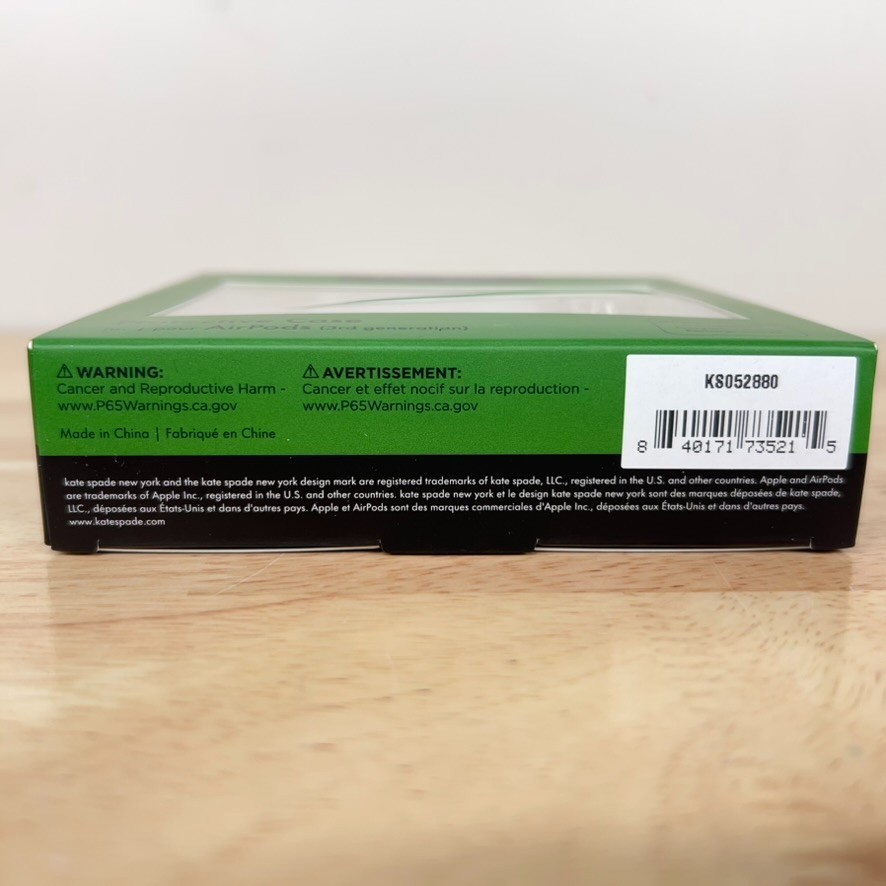 Case
AirPods (3rd generation)
⚠ WARNING:
Cancer and Reproductive Harm -
www.P65Warnings.ca.gov
⚠ AVERTISSEMENT:
Cancer et effet nocif sur la reproduction -
www.P65Warnings.ca.gov
Made in China | Fabriqué en Chine
KS052880
8 40171 73521 5
kate spade new york and the kate spade new york design mark are registered trademarks of kate spade, LLC., registered in the U.S. and other countries. Apple and AirPods
are trademarks of Apple Inc., registered in the U.S. and other countries. kate spade new york et le design kate spade new york sont des marques déposées de kate spade,
LLC., déposées aux États-Unis et dans d'autres pays. Apple et AirPods sont des marques commerciales d'Apple Inc., déposées aux États-Unis et dans d'autres pays.
www.katespade.com